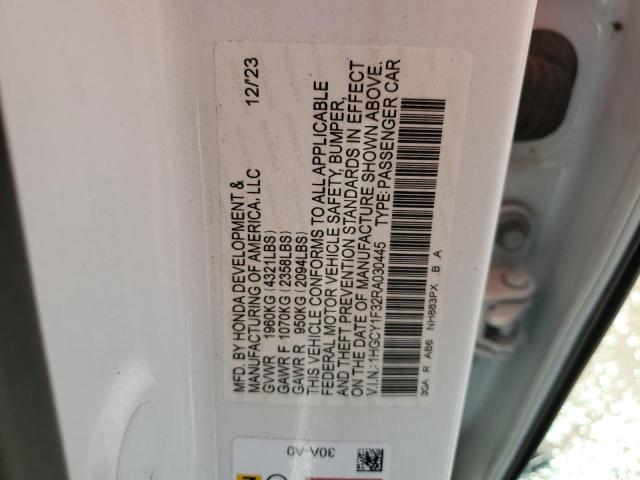 MFD. BY HONDA DEVELOPMENT & 12/23
MANUFACTURING OF AMERICA, LLC
GVWR 1960KG (4321LBS)
GAWR F 1070KG (2358LBS)
GAWR R 950KG (2094LBS)
THIS VEHICLE CONFORMS TO ALL APPLICABLE
FEDERAL MOTOR VEHICLE SAFETY, BUMPER,
AND THEFT PREVENTION STANDARDS IN EFFECT
ON THE DATE OF MANUFACTURE SHOWN ABOVE.
V.I.N.: 1HGCY1F32RA030445 TYPE: PASSENGER CAR
30A R AB6 NH883PX B A
30A-A0